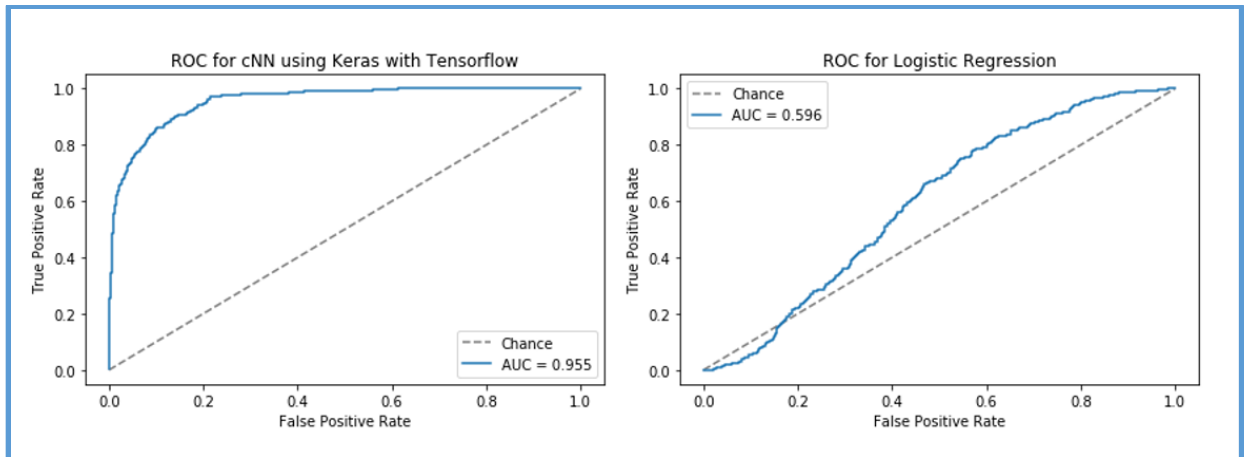 ROC for cNN using Keras with Tensorflow
1.0
0.8
0.6
0.4
0.2
0.0
True Positive Rate
Chance
AUC = 0.955
0.0 0.2 0.4 0.6 0.8 1.0
False Positive Rate
ROC for Logistic Regression
Chance
AUC = 0.596
1.0
0.8
0.6
0.4
0.2
0.0
True Positive Rate
0.0 0.2 0.4 0.6 0.8 1.0
False Positive Rate